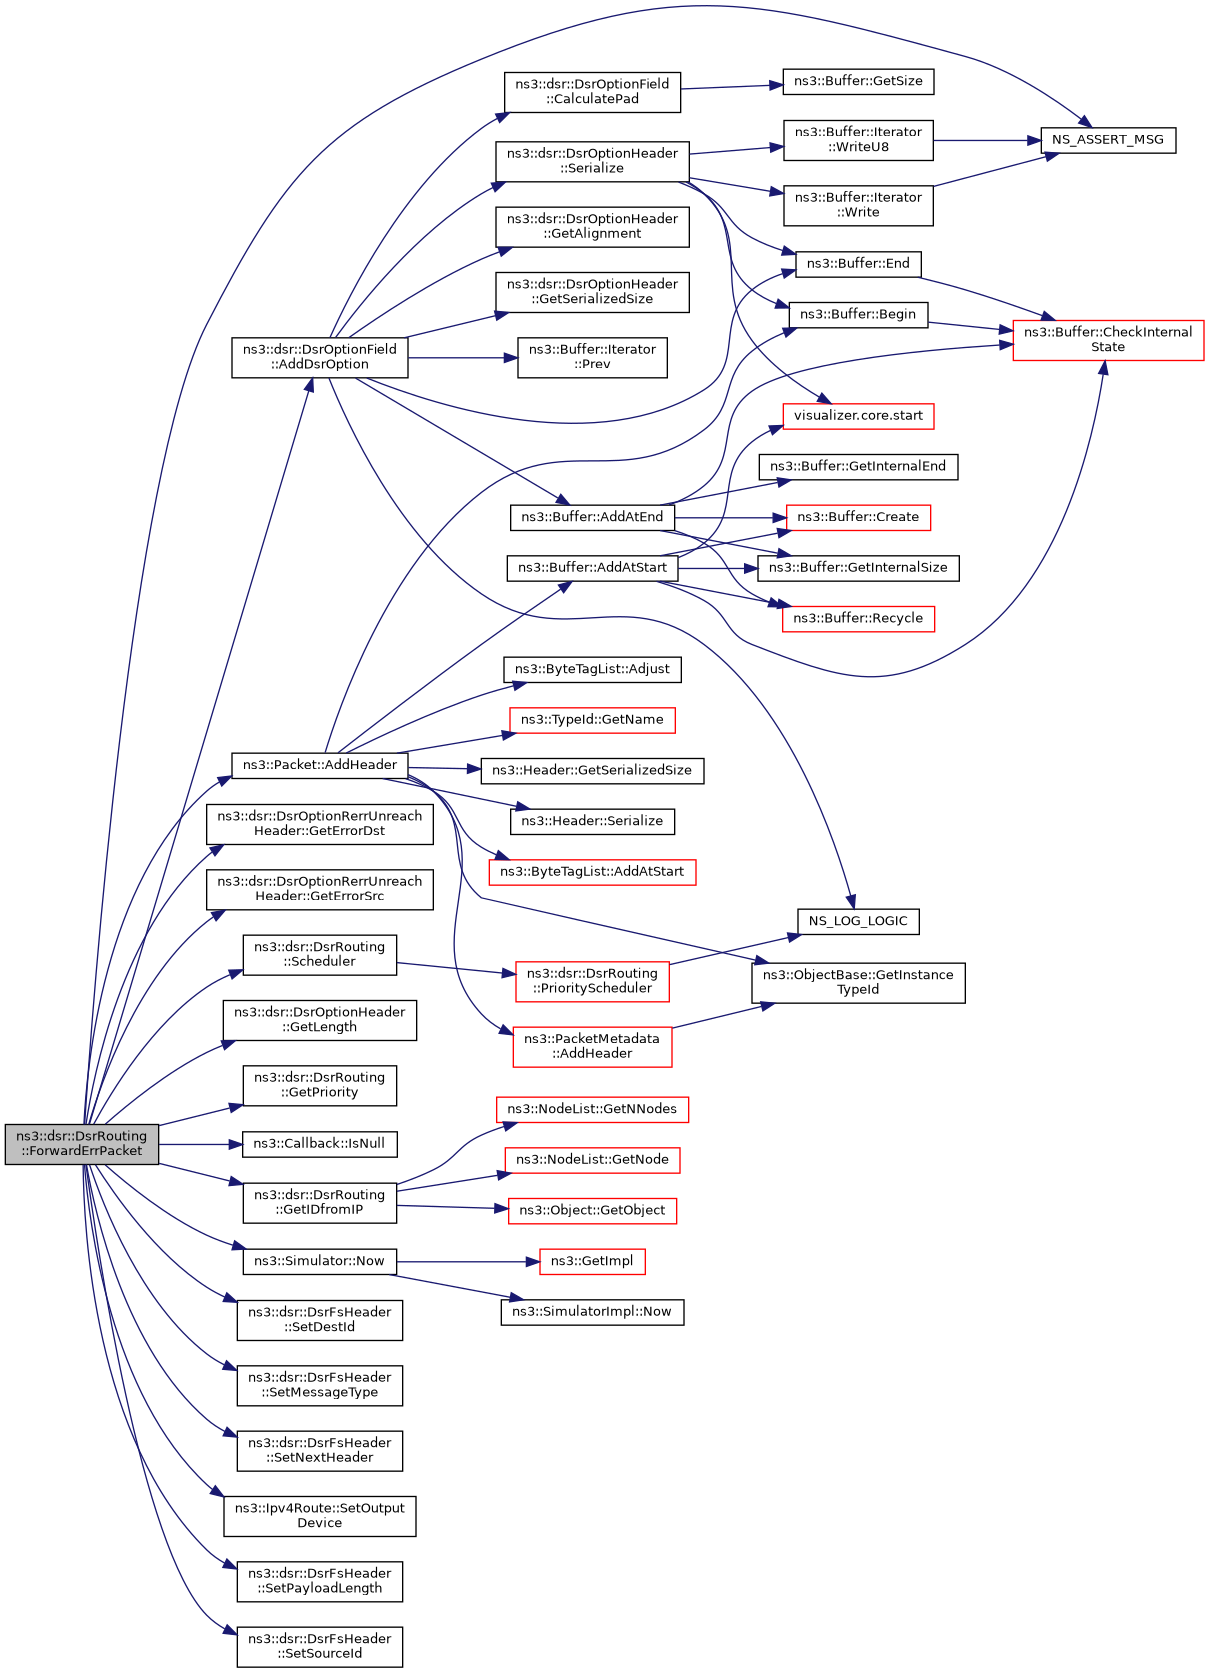 ns3::dsr::DsrRouting
::ForwardErrPacket
ns3::dsr::DsrOptionField
::AddDsrOption
ns3::Packet::AddHeader
ns3::dsr::DsrOptionRerrUnreach
Header::GetErrorDst
ns3::dsr::DsrOptionRerrUnreach
Header::GetErrorSrc
ns3::dsr::DsrRouting
::Scheduler
ns3::dsr::DsrOptionHeader
::GetLength
ns3::dsr::DsrRouting
::GetPriority
ns3::Callback::IsNull
ns3::dsr::DsrRouting
::GetIDfromIP
ns3::Simulator::Now
ns3::dsr::DsrFsHeader
::SetDestId
ns3::dsr::DsrFsHeader
::SetMessageType
ns3::dsr::DsrFsHeader
::SetNextHeader
ns3::Ipv4Route::SetOutput
Device
ns3::dsr::DsrFsHeader
::SetPayloadLength
ns3::dsr::DsrFsHeader
::SetSourceId
ns3::dsr::DsrOptionField
::CalculatePad
ns3::dsr::DsrOptionHeader
::Serialize
ns3::dsr::DsrOptionHeader
::GetAlignment
ns3::dsr::DsrOptionHeader
::GetSerializedSize
ns3::Buffer::Iterator
::Prev
ns3::Buffer::AddAtEnd
ns3::Buffer::AddAtStart
ns3::ByteTagList::Adjust
ns3::TypeId::GetName
ns3::Header::GetSerializedSize
ns3::Header::Serialize
ns3::ByteTagList::AddAtStart
ns3::dsr::DsrRouting
::PriorityScheduler
ns3::PacketMetadata
::AddHeader
ns3::NodeList::GetNNodes
ns3::NodeList::GetNode
ns3::Object::GetObject
ns3::GetImpl
ns3::SimulatorImpl::Now
ns3::Buffer::GetSize
ns3::Buffer::Iterator
::WriteU8
ns3::Buffer::Iterator
::Write
ns3::Buffer::End
ns3::Buffer::Begin
visualizer.core.start
ns3::Buffer::GetInternalEnd
ns3::Buffer::Create
ns3::Buffer::GetInternalSize
ns3::Buffer::Recycle
NS_LOG_LOGIC
ns3::ObjectBase::GetInstance
TypeId
NS_ASSERT_MSG
ns3::Buffer::CheckInternal
State